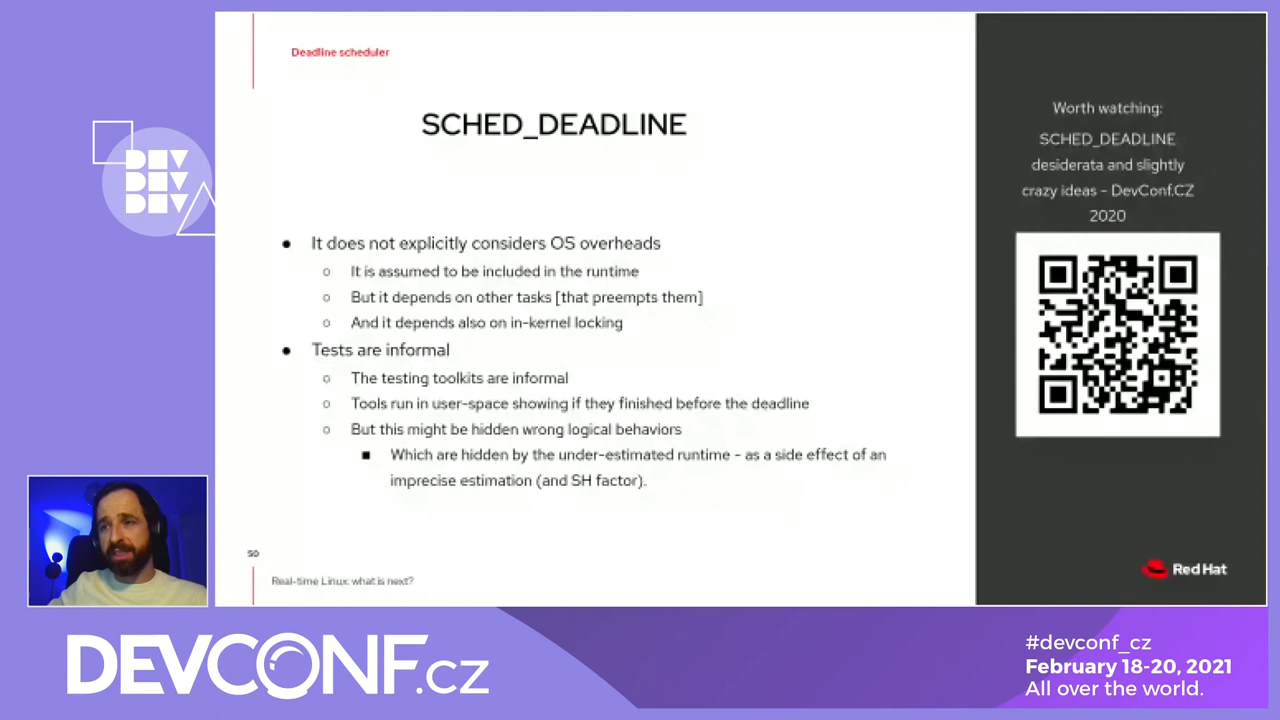 Deadline scheduler
SCHED_DEADLINE
● It does not explicitly considers OS overheads
○ It is assumed to be included in the runtime
○ But it depends on other tasks [that preempts them]
○ And it depends also on in-kernel locking
● Tests are informal
○ The testing toolkits are informal
○ Tools run in user-space showing if they finished before the deadline
○ But this might be hidden wrong logical behaviors
■ Which are hidden by the under-estimated runtime - as a side effect of an
imprecise estimation (and SH factor).
50
Real-time Linux: what is next?
Worth watching:
SCHED_DEADLINE
desiderata and slightly
crazy ideas - DevConf.CZ
2020
Red Hat
DEV
DEV
DEV
DEVCONF.cz
#devconf_cz
February 18-20, 2021
All over the world.